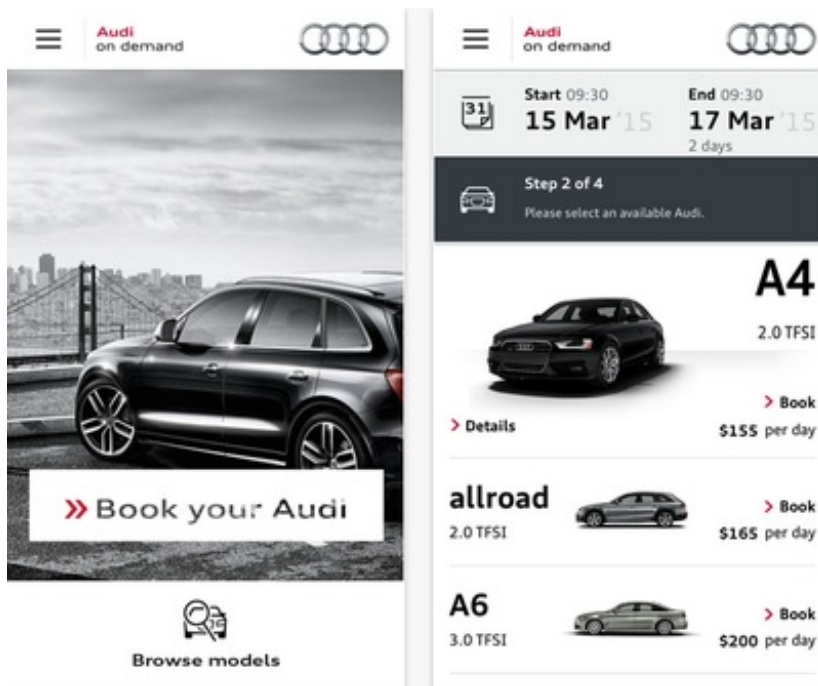 Audi
on demand
Book your Audi
Browse models
Audi
on demand
31
Start 09:30
15 Mar '15
End 09:30
17 Mar '15
2 days
Step 2 of 4
Please select an available Audi.
A4
2.0 TFSI
Details
Book
$155 per day
allroad
2.0 TFSI
Book
$165 per day
A6
3.0 TFSI
Book
$200 per day